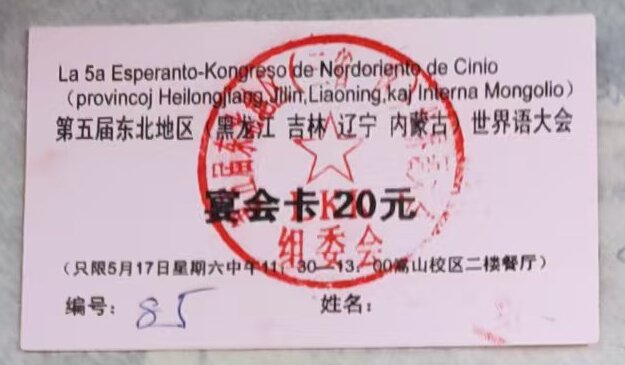 La 5a Esperanto-Kongreso de Nordoriento de Cinio
(provincoj Heilongjiang,Jilin,Liaoning,kaj Interna Mongolio)
第五届东北地区（黑龙江 吉林 辽宁 内蒙古）世界语大会
宴会卡 20元
组委会
(只限5月17日星期六中午11：30—13：00嵩山校区二楼餐厅)
编号：85 姓名：